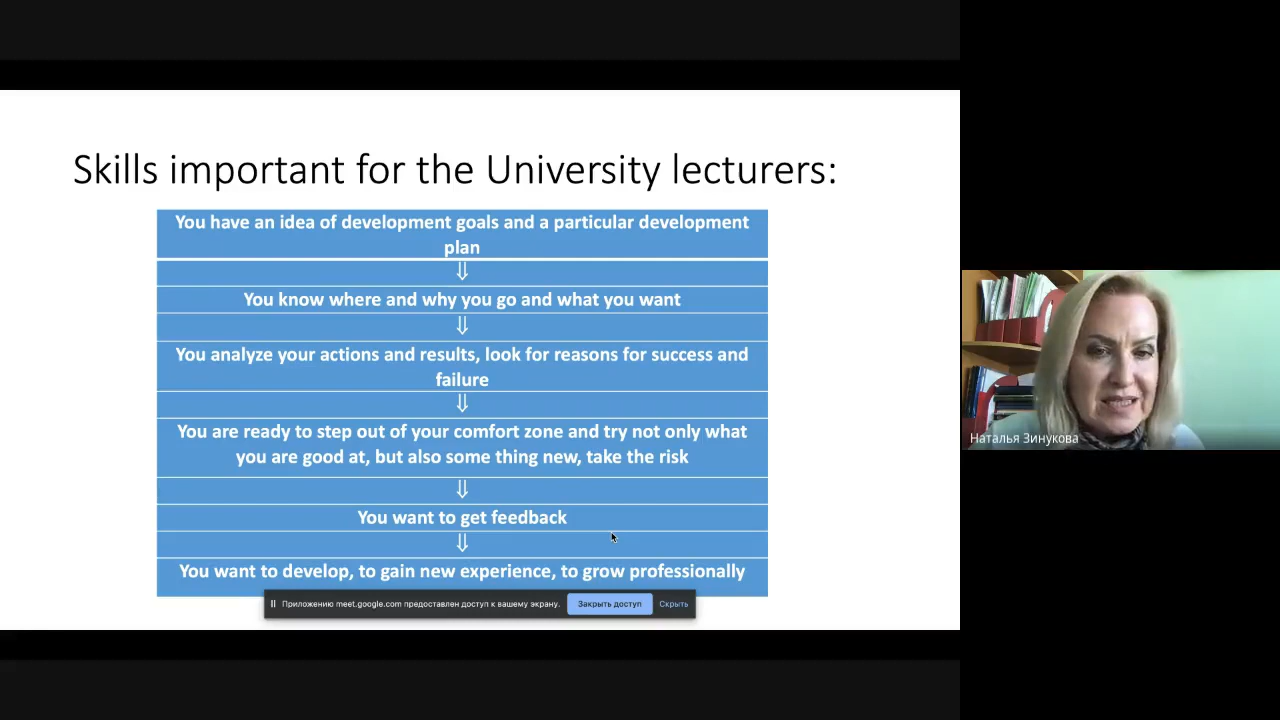 Skills important for the University lecturers:
You have an idea of development goals and a particular development
plan
⇓
You know where and why you go and what you want
⇓
You analyze your actions and results, look for reasons for success and
failure
⇓
You are ready to step out of your comfort zone and try not only what
you are good at, but also some thing new, take the risk
⇓
You want to get feedback
⇓
You want to develop, to gain new experience, to grow professionally
Приложению meet.google.com предоставлен доступ к вашему экрану. Закрыть доступ Скрыть
Наталья Зинукова